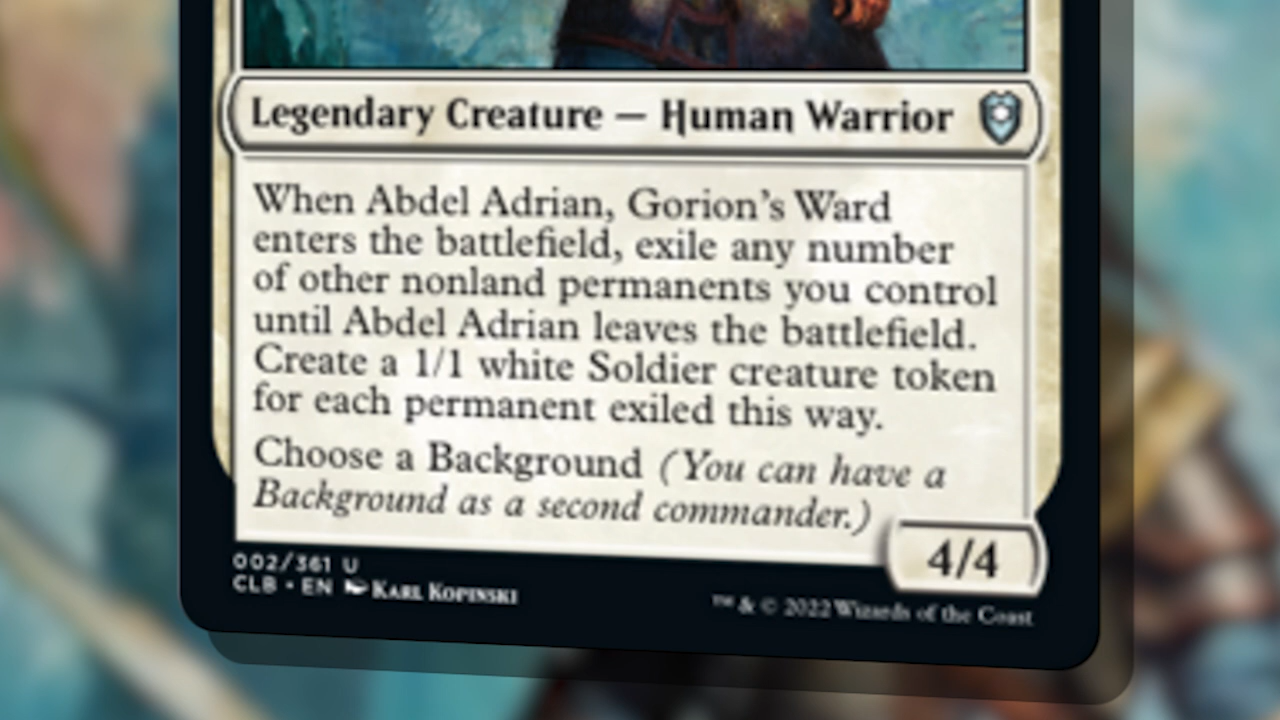 Legendary Creature — Human Warrior
When Abdel Adrian, Gorion's Ward
enters the battlefield, exile any number
of other nonland permanents you control
until Abdel Adrian leaves the battlefield.
Create a 1/1 white Soldier creature token
for each permanent exiled this way.
Choose a Background (You can have a
Background as a second commander.)
4/4
002/361 U
CLB • EN Karl Kopinski
™ & © 2022 Wizards of the Coast